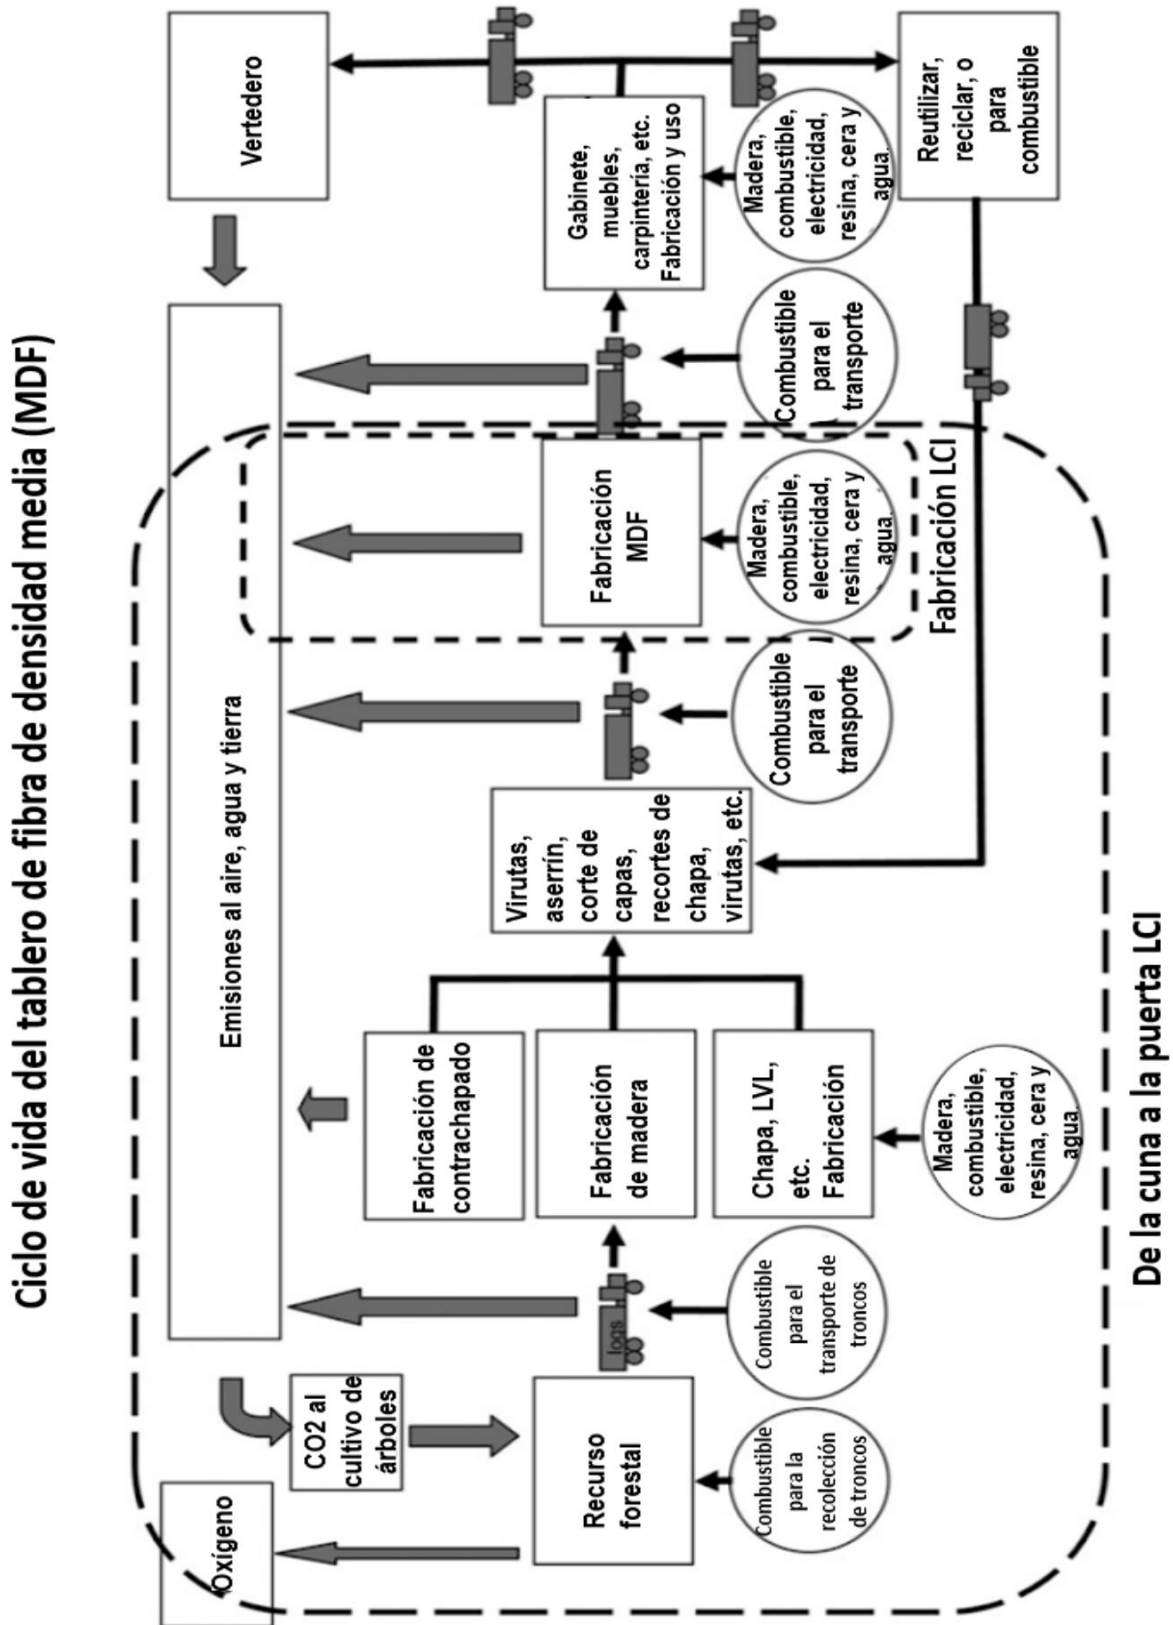 Ciclo de vida del tablero de fibra de densidad media (MDF)
Oxígeno
CO2 al
cultivo de
árboles
Emisiones al aire, agua y tierra
Vertedero
Recurso
forestal
logs
Fabricación de
contrachapado
Fabricación
de madera
Chapa, LVL,
etc.
Fabricación
Virutas,
aserrín,
corte de
capas,
recortes de
chapa,
virutas, etc.
Fabricación
MDF
Gabinete,
muebles,
carpintería, etc.
Fabricación y uso
Combustible
para la
recolección
de troncos
Combustible
para el
transporte de
troncos
Madera,
combustible,
electricidad,
resina, cera y
agua
Combustible
para el
transporte
Madera,
combustible,
electricidad,
resina, cera y
agua.
Combustible
para el
transporte
Madera,
combustible,
electricidad,
resina, cera y
agua.
Fabricación LCI
Reutilizar,
reciclar, o
para
combustible
De la cuna a la puerta LCI